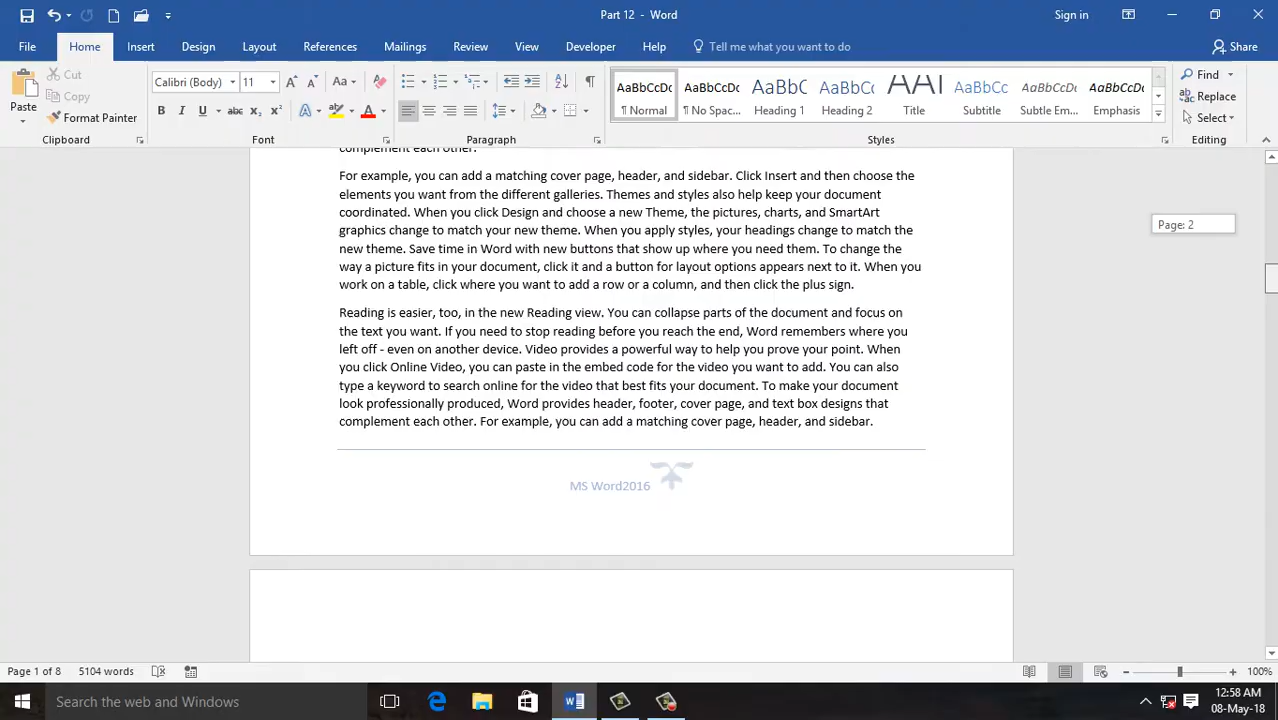 Part 12 - Word
Sign in
File Home Insert Design Layout References Mailings Review View Developer Help Tell me what you want to do Share
Paste
Cut
Copy
Format Painter
Calibri (Body) 11
Aa
B I U abc x₂ x² A A
Clipboard Font Paragraph Styles Editing
AaBbCcDc ¶ Normal
AaBbCcDc ¶ No Spac...
AaBbC Heading 1
AaBbCc Heading 2
Title
AaBbCcD Subtitle
AaBbCcDc Subtle Em...
AaBbCcDc Emphasis
Find
Replace
Select
complement each other.
For example, you can add a matching cover page, header, and sidebar. Click Insert and then choose the
elements you want from the different galleries. Themes and styles also help keep your document
coordinated. When you click Design and choose a new Theme, the pictures, charts, and SmartArt
graphics change to match your new theme. When you apply styles, your headings change to match the
new theme. Save time in Word with new buttons that show up where you need them. To change the
way a picture fits in your document, click it and a button for layout options appears next to it. When you
work on a table, click where you want to add a row or a column, and then click the plus sign.
Reading is easier, too, in the new Reading view. You can collapse parts of the document and focus on
the text you want. If you need to stop reading before you reach the end, Word remembers where you
left off - even on another device. Video provides a powerful way to help you prove your point. When
you click Online Video, you can paste in the embed code for the video you want to add. You can also
type a keyword to search online for the video that best fits your document. To make your document
look professionally produced, Word provides header, footer, cover page, and text box designs that
complement each other. For example, you can add a matching cover page, header, and sidebar.
MS Word2016
Page: 2
Page 1 of 8 5104 words
100%
Search the web and Windows
12:58 AM
08-May-18